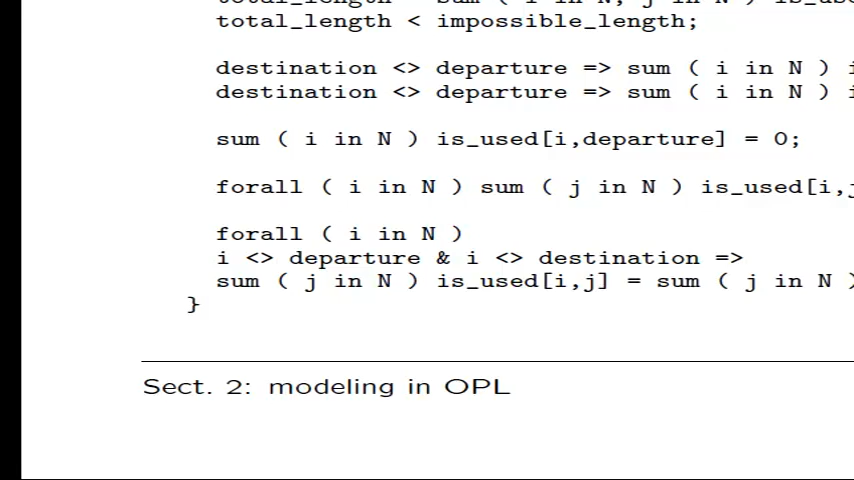 total_length < impossible_length;
destination <> departure => sum ( i in N )
destination <> departure => sum ( i in N )
sum ( i in N ) is_used[i,departure] = 0;
forall ( i in N ) sum ( j in N ) is_used[i,j
forall ( i in N )
i <> departure & i <> destination =>
sum ( j in N ) is_used[i,j] = sum ( j in N )
}
Sect. 2: modeling in OPL